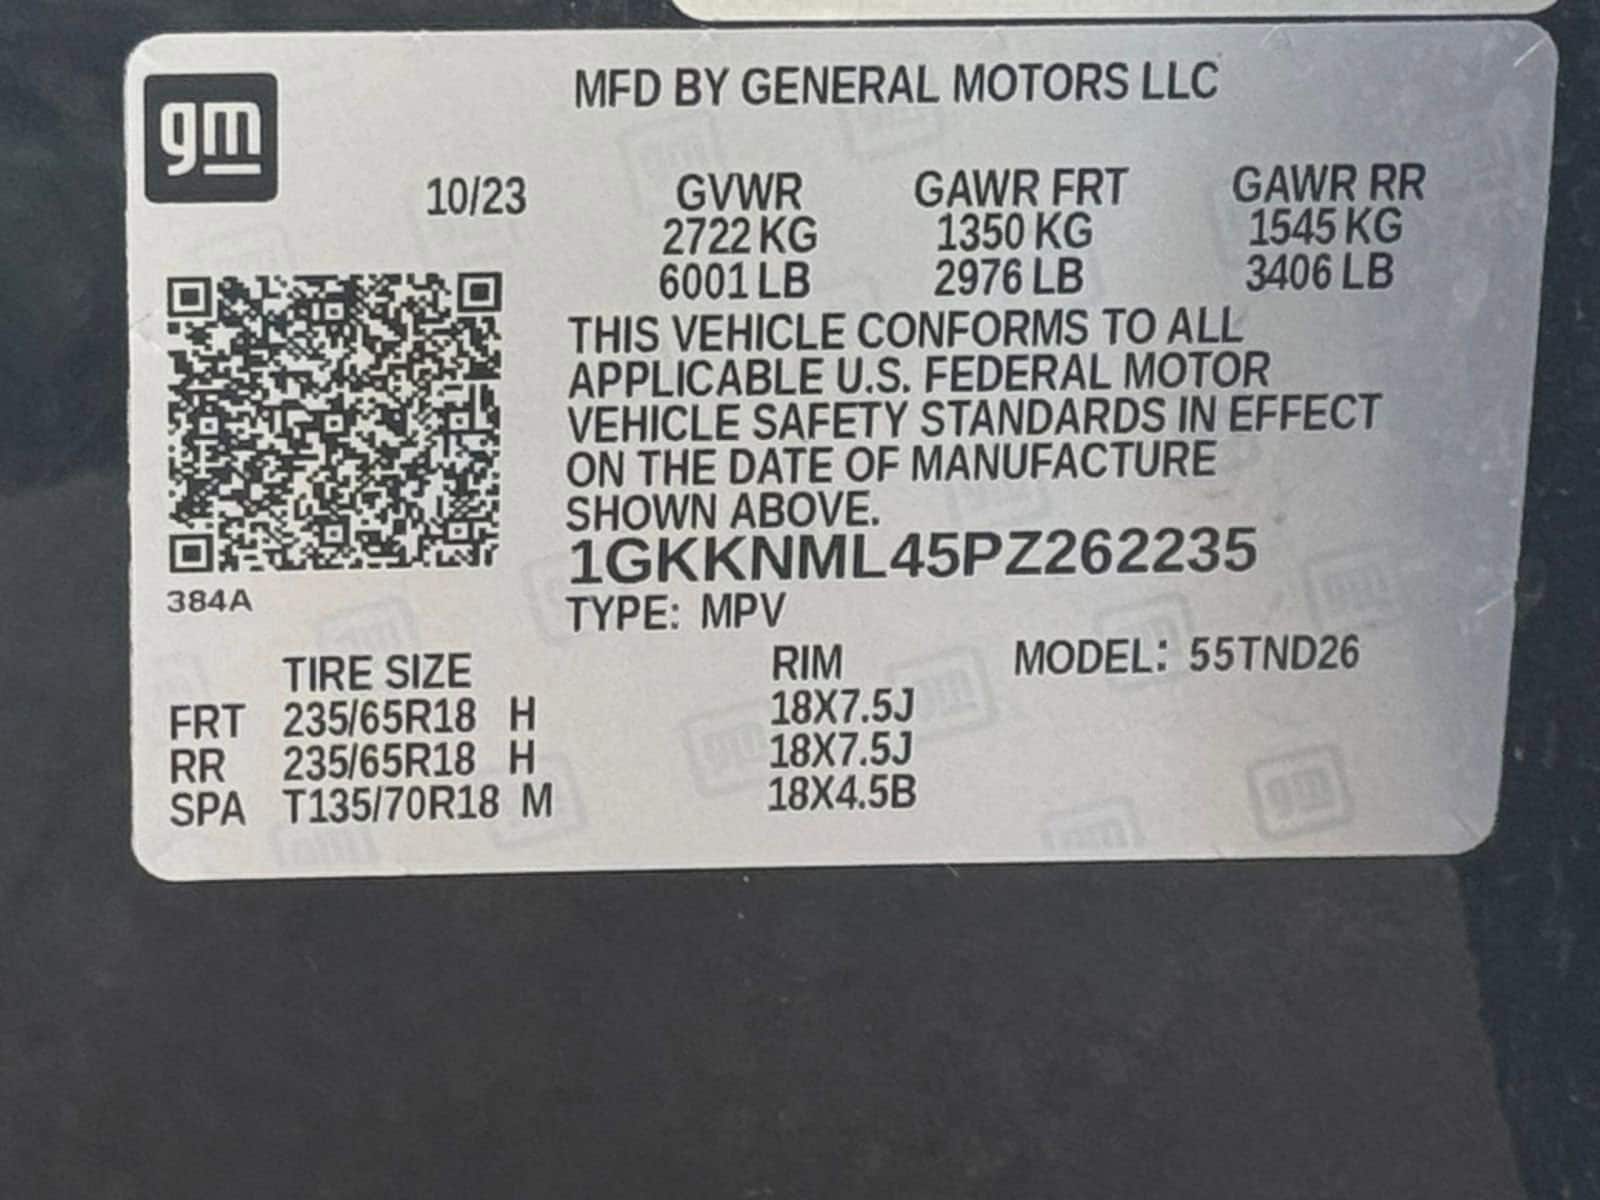 gm
MFD BY GENERAL MOTORS LLC
10/23 GVWR GAWR FRT GAWR RR
2722 KG 1350 KG 1545 KG
6001 LB 2976 LB 3406 LB
THIS VEHICLE CONFORMS TO ALL
APPLICABLE U.S. FEDERAL MOTOR
VEHICLE SAFETY STANDARDS IN EFFECT
ON THE DATE OF MANUFACTURE
SHOWN ABOVE.
1GKKNML45PZ262235
384A
TYPE: MPV
TIRE SIZE RIM MODEL: 55TND26
FRT 235/65R18 H 18X7.5J
RR 235/65R18 H 18X7.5J
SPA T135/70R18 M 18X4.5B